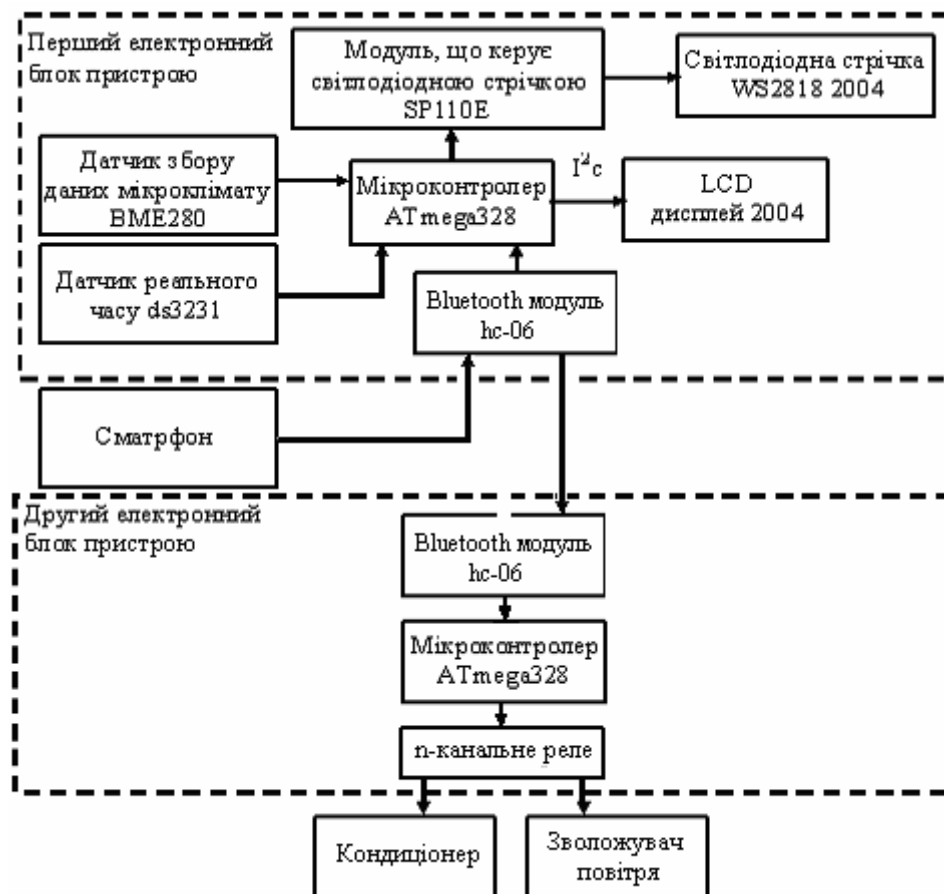 Перший електронний
блок пристрою
Модуль, що керує
світлодіодною стрічкою
SP110E
Світлодіодна стрічка
WS2818 2004
Датчик збору
даних мікроклімату
BME280
Мікроконтролер
ATmega328
I²c
LCD
дисплей 2004
Датчик реального
часу ds3231
Bluetooth модуль
hc-06
Сматрфон
Другий електронний
блок пристрою
Bluetooth модуль
hc-06
Мікроконтролер
ATmega328
n-канальне реле
Кондиціонер
Зволожувач
повітря